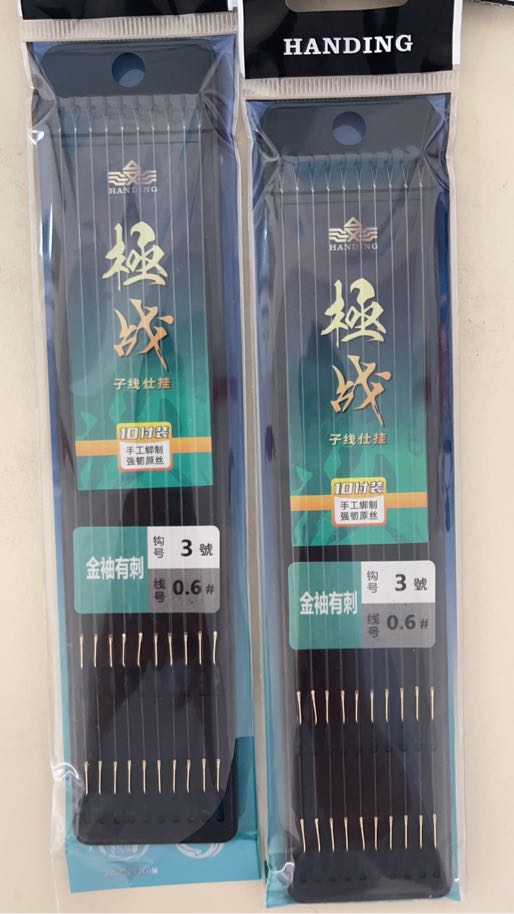 HANDING
極
战
子线仕挂
10付装
手工绑制
强韧原丝
金袖有刺
钩号
3號
线号
0.6#
HANDING
HANDING
極
战
子线仕挂
10付装
手工绑制
强韧原丝
金袖有刺
钩号
3號
线号
0.6#